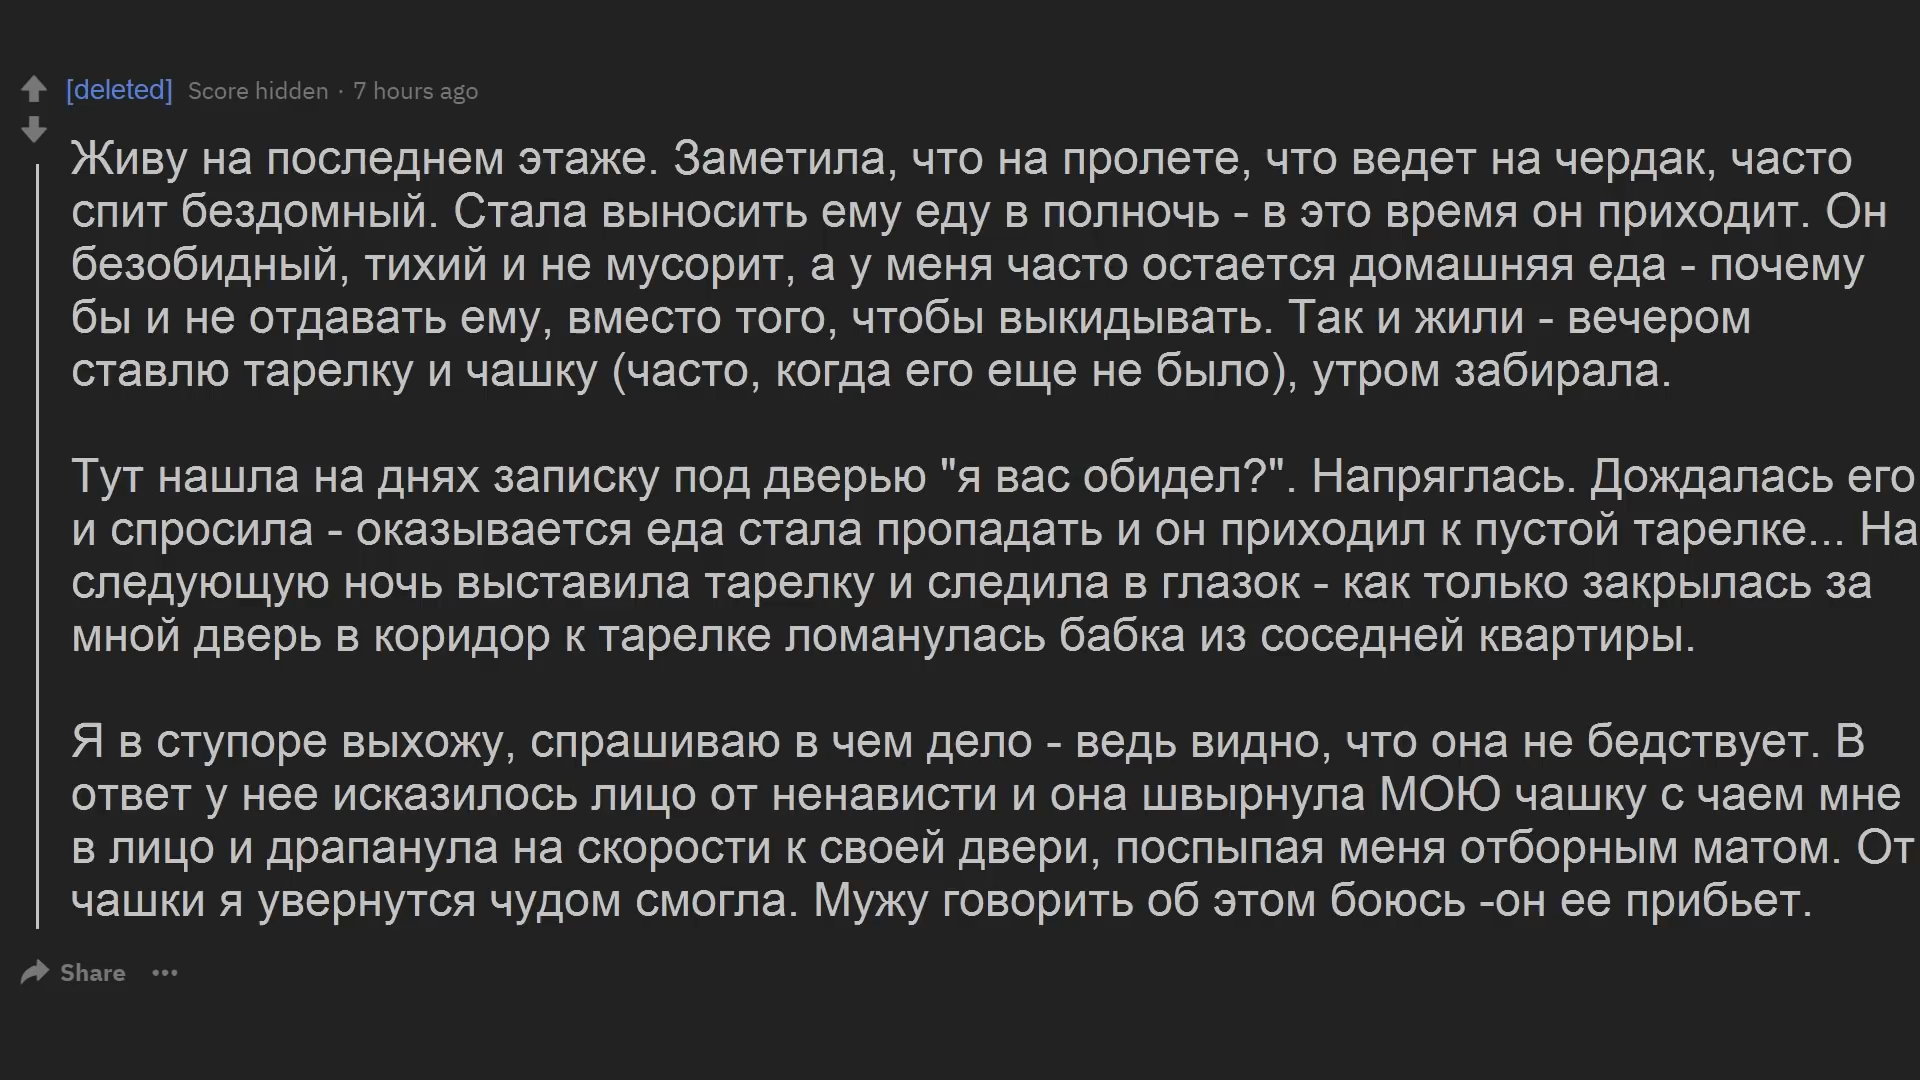 [deleted] Score hidden · 7 hours ago
Живу на последнем этаже. Заметила, что на пролете, что ведет на чердак, часто
спит бездомный. Стала выносить ему еду в полночь - в это время он приходит. Он
безобидный, тихий и не мусорит, а у меня часто остается домашняя еда - почему
бы и не отдавать ему, вместо того, чтобы выкидывать. Так и жили - вечером
ставлю тарелку и чашку (часто, когда его еще не было), утром забирала.
Тут нашла на днях записку под дверью "я вас обидел?". Напряглась. Дождалась его
и спросила - оказывается еда стала пропадать и он приходил к пустой тарелке... На
следующую ночь выставила тарелку и следила в глазок - как только закрылась за
мной дверь в коридор к тарелке ломанулась бабка из соседней квартиры.
Я в ступоре выхожу, спрашиваю в чем дело - ведь видно, что она не бедствует. В
ответ у нее исказилось лицо от ненависти и она швырнула МОЮ чашку с чаем мне
в лицо и драпанула на скорости к своей двери, поспыпая меня отборным матом. От
чашки я увернутся чудом смогла. Мужу говорить об этом боюсь -он ее прибьет.
Share ...